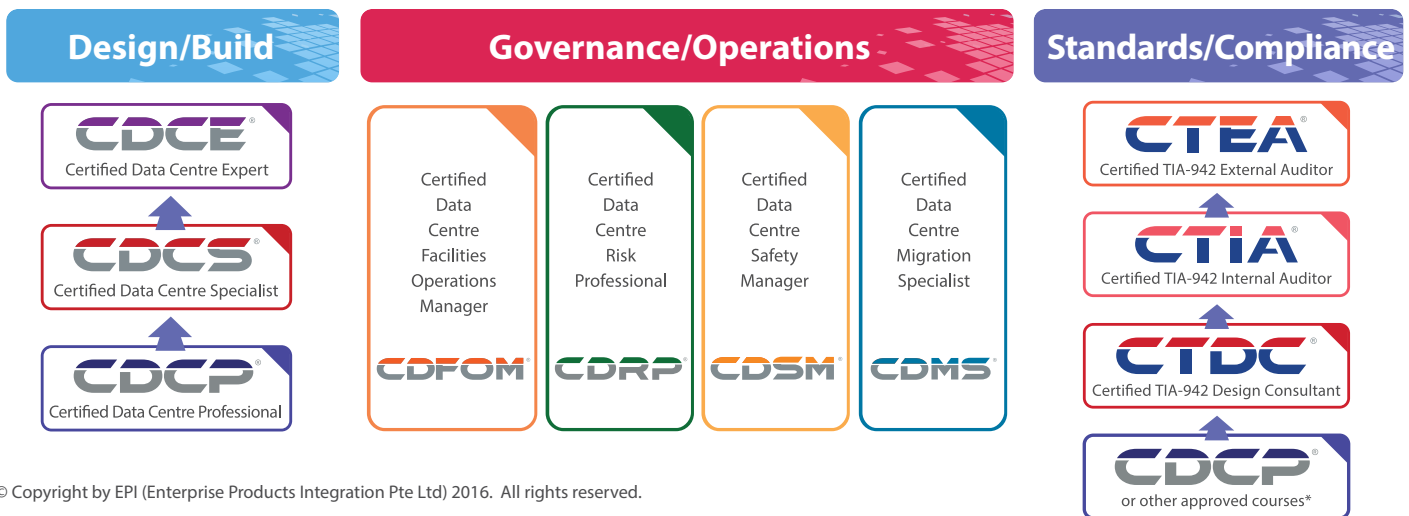 Design/Build
CDCE®
Certified Data Centre Expert
CDCS®
Certified Data Centre Specialist
CDCP®
Certified Data Centre Professional
Governance/Operations
Certified
Data
Centre
Facilities
Operations
Manager
CDFOM®
Certified
Data
Centre
Risk
Professional
CDRP®
Certified
Data
Centre
Safety
Manager
CDSM®
Certified
Data
Centre
Migration
Specialist
CDMS®
Standards/Compliance
CTEA®
Certified TIA-942 External Auditor
CTIA®
Certified TIA-942 Internal Auditor
CTDC®
Certified TIA-942 Design Consultant
CDCP®
or other approved courses*
© Copyright by EPI (Enterprise Products Integration Pte Ltd) 2016. All rights reserved.